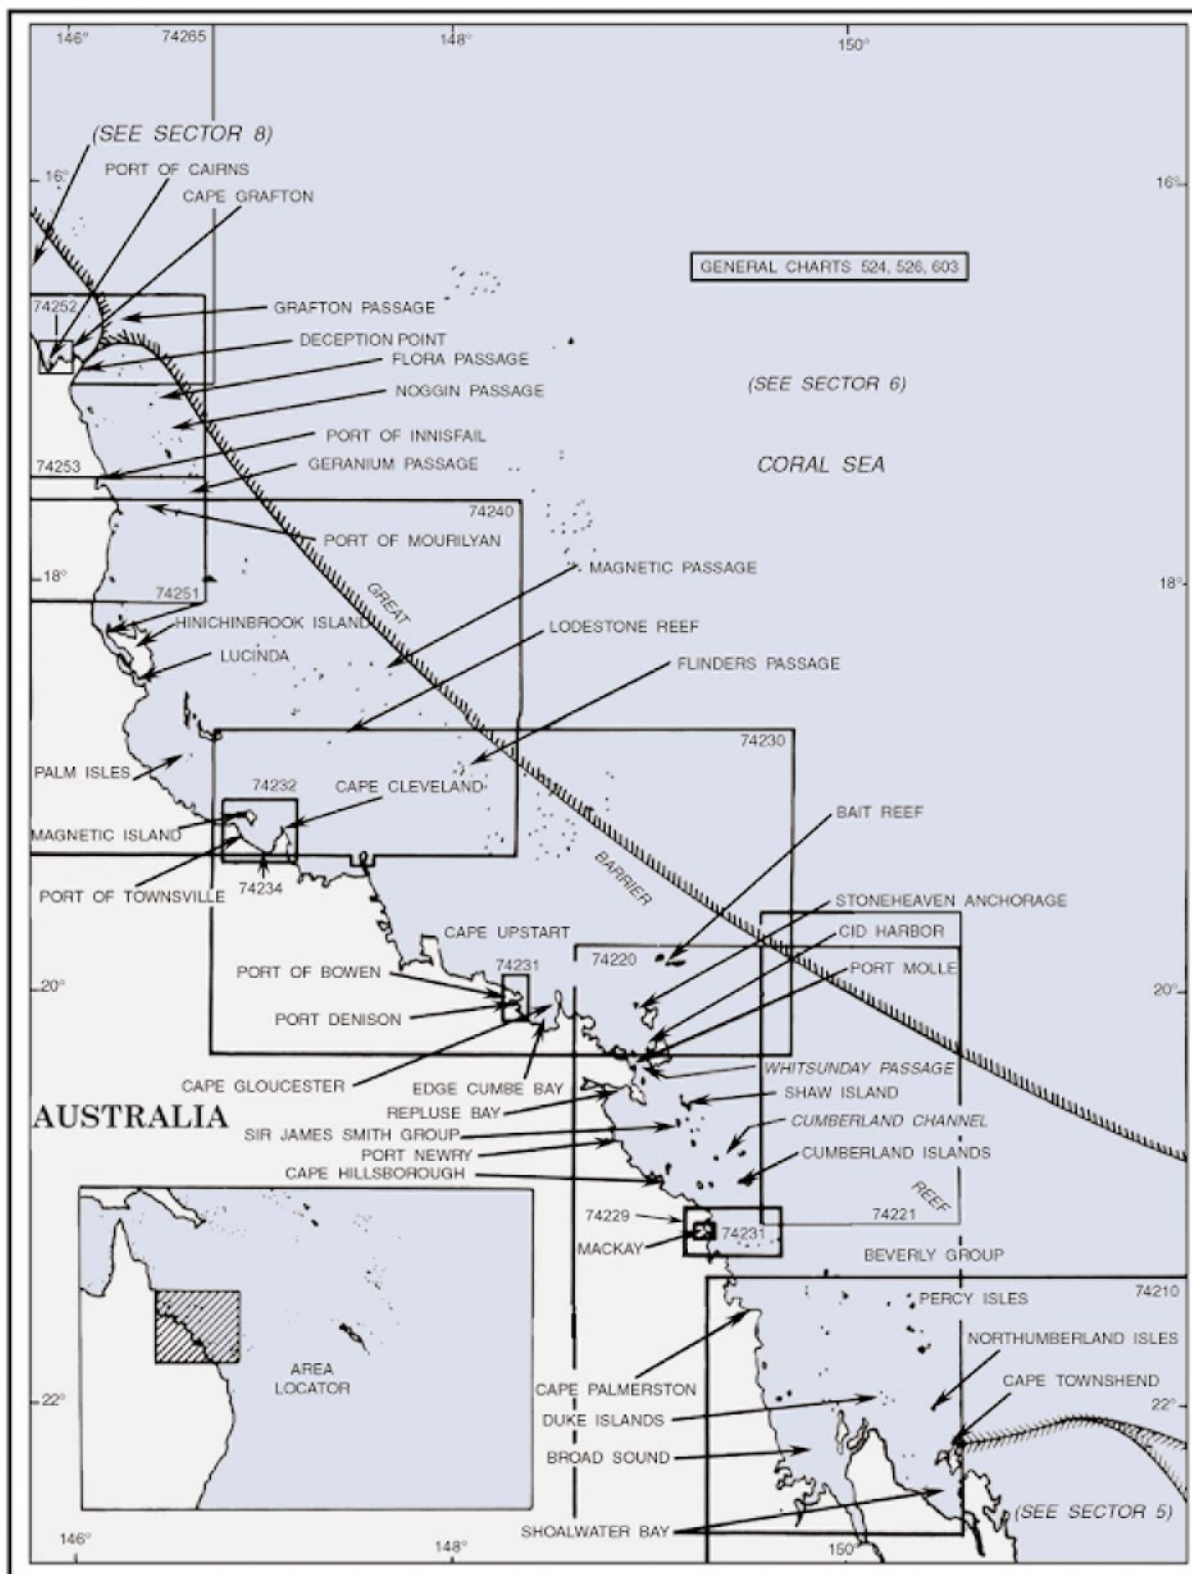 146°
74265
148°
150°
(SEE SECTOR 8)
PORT OF CAIRNS
16°
16°
CAPE GRAFTON
GENERAL CHARTS 524, 526, 603
74252
GRAFTON PASSAGE
DECEPTION POINT
FLORA PASSAGE
(SEE SECTOR 6)
NOGGIN PASSAGE
PORT OF INNISFAIL
74253
GERANIUM PASSAGE
CORAL SEA
74240
PORT OF MOURILYAN
MAGNETIC PASSAGE
18°
18°
74251
GREAT
HINICHINBROOK ISLAND
LODESTONE REEF
LUCINDA
FLINDERS PASSAGE
74230
PALM ISLES
74232
CAPE CLEVELAND
BAIT REEF
MAGNETIC ISLAND
BARRIER
74234
PORT OF TOWNSVILLE
STONEHEAVEN ANCHORAGE
CAPE UPSTART
CID HARBOR
74220
PORT OF BOWEN
74231
PORT MOLLE
20°
20°
PORT DENISON
WHITSUNDAY PASSAGE
CAPE GLOUCESTER
EDGE CUMBE BAY
SHAW ISLAND
AUSTRALIA
REPLUSE BAY
CUMBERLAND CHANNEL
SIR JAMES SMITH GROUP
PORT NEWRY
CUMBERLAND ISLANDS
CAPE HILLSBOROUGH
REEF
74229
74221
74231
MACKAY
BEVERLY GROUP
74210
PERCY ISLES
NORTHUMBERLAND ISLES
AREA
LOCATOR
CAPE TOWNSHEND
CAPE PALMERSTON
22°
22°
DUKE ISLANDS
BROAD SOUND
(SEE SECTOR 5)
SHOALWATER BAY
146°
148°
150°